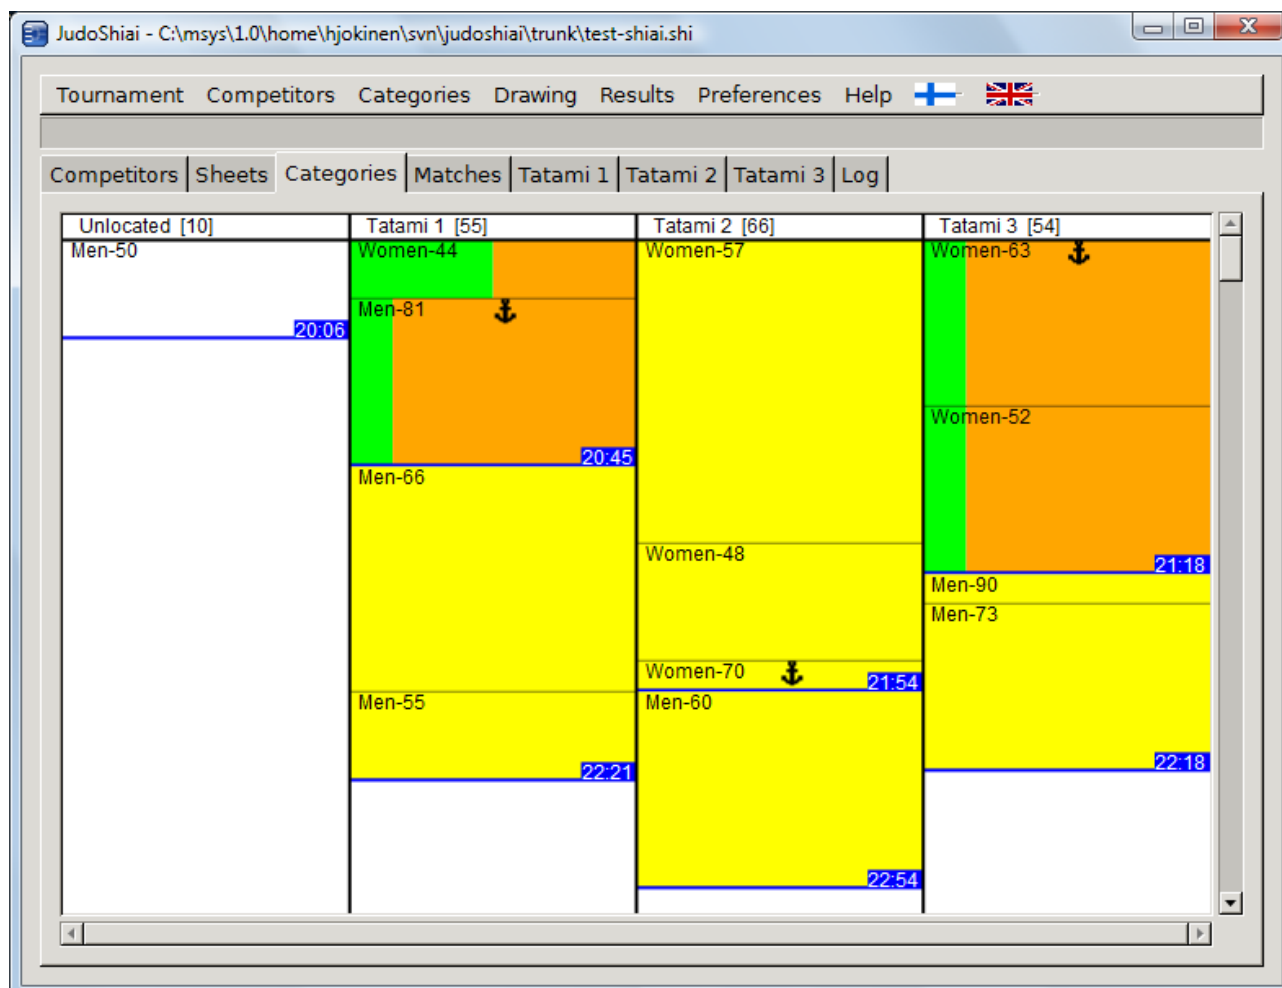 JudoShiai - C:\msys\1.0\home\hjokinen\svn\judoshiai\trunk\test-shiai.shi
Tournament Competitors Categories Drawing Results Preferences Help
Competitors Sheets Categories Matches Tatami 1 Tatami 2 Tatami 3 Log
Unlocated [10] Tatami 1 [55] Tatami 2 [66] Tatami 3 [54]
Men-50 Women-44 Women-57 Women-63
Men-81
20:06
Women-52
20:45
Men-66
Women-48
21:18
Men-90
Men-73
Women-70 21:54
Men-55 Men-60
22:21 22:18
22:54